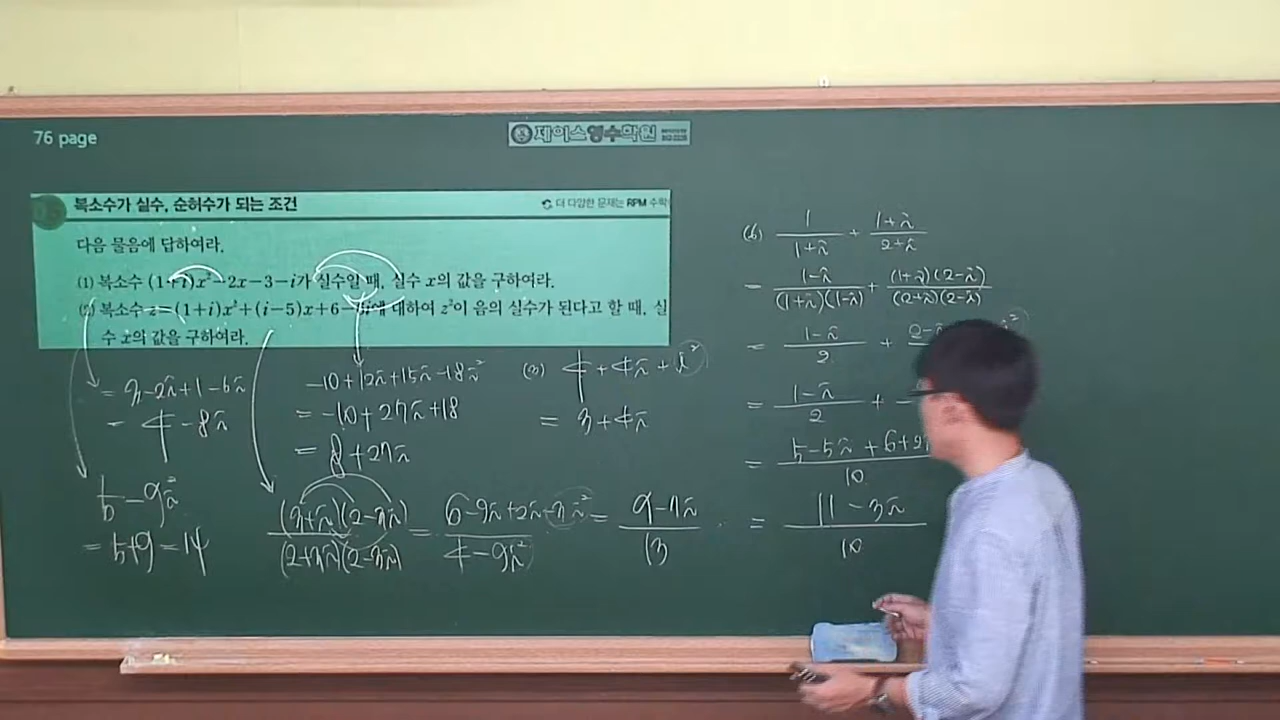 76 page
제이스영수학원
복소수가 실수, 순허수가 되는 조건
더 다양한 문제는 RPM 수학
다음 물음에 답하여라.
(1) 복소수 (1+i)x²-2x-3-i가 실수일 때, 실수 x의 값을 구하여라.
(2) 복소수 z=(1+i)x²+(i-5)x+6- i에 대하여 z²이 음의 실수가 된다고 할 때, 실
수 x의 값을 구하여라.
= 3-2i+1-6i
= 4-8i
5-9i²
=5+9=14
-10+12i+15i-18i²
= -10+27i+18
= 8+27i
(3+i)(2-3i)/(2+3i)(2-3i) = 6-9i+2i-3i²/4-9i² = 9-7i/13
4+4i+i²
= 3+4i
(6) 1/1+i + 1+i/2+i
= 1-i/(1+i)(1-i) + (1+i)(2-i)/(2+i)(2-i)
= 1-i/2 +
= 1-i/2 +
= 5-5i+6+2/10
= 11-3i/10